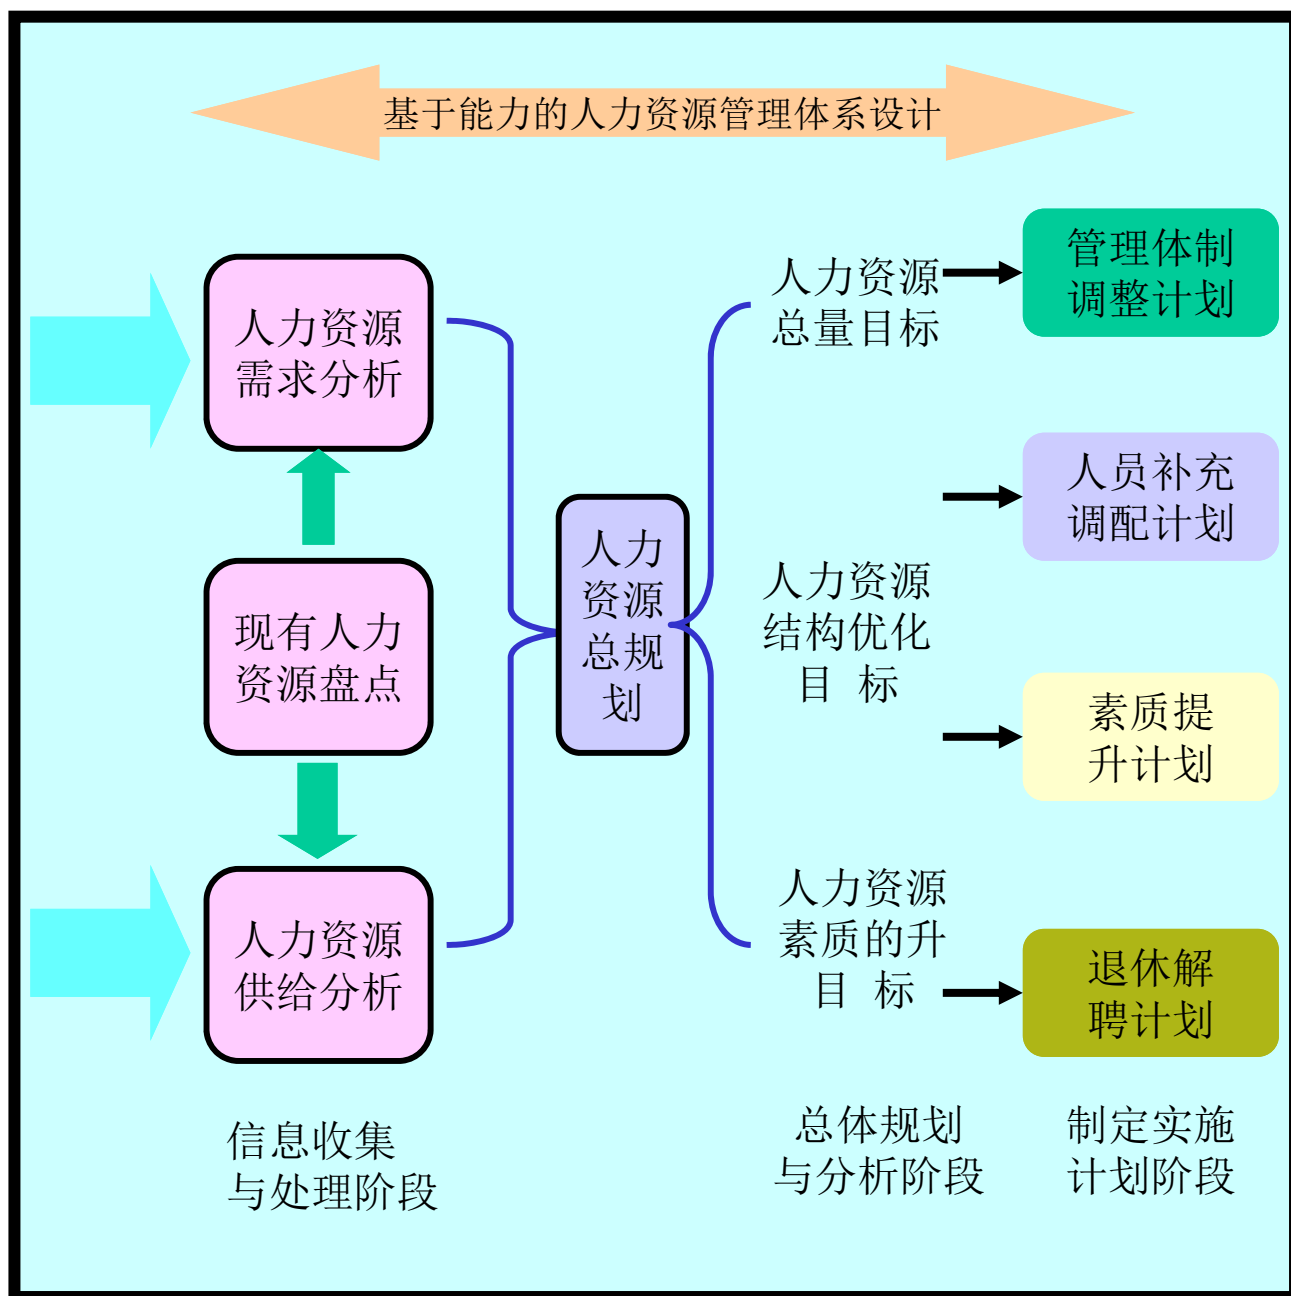 基于能力的人力资源管理体系设计
人力资源
需求分析
现有人力
资源盘点
人力资源
供给分析
信息收集
与处理阶段
人力
资源
总规
划
人力资源
总量目标
人力资源
结构优化
目 标
人力资源
素质的升
目 标
总体规划
与分析阶段
管理体制
调整计划
人员补充
调配计划
素质提
升计划
退休解
聘计划
制定实施
计划阶段